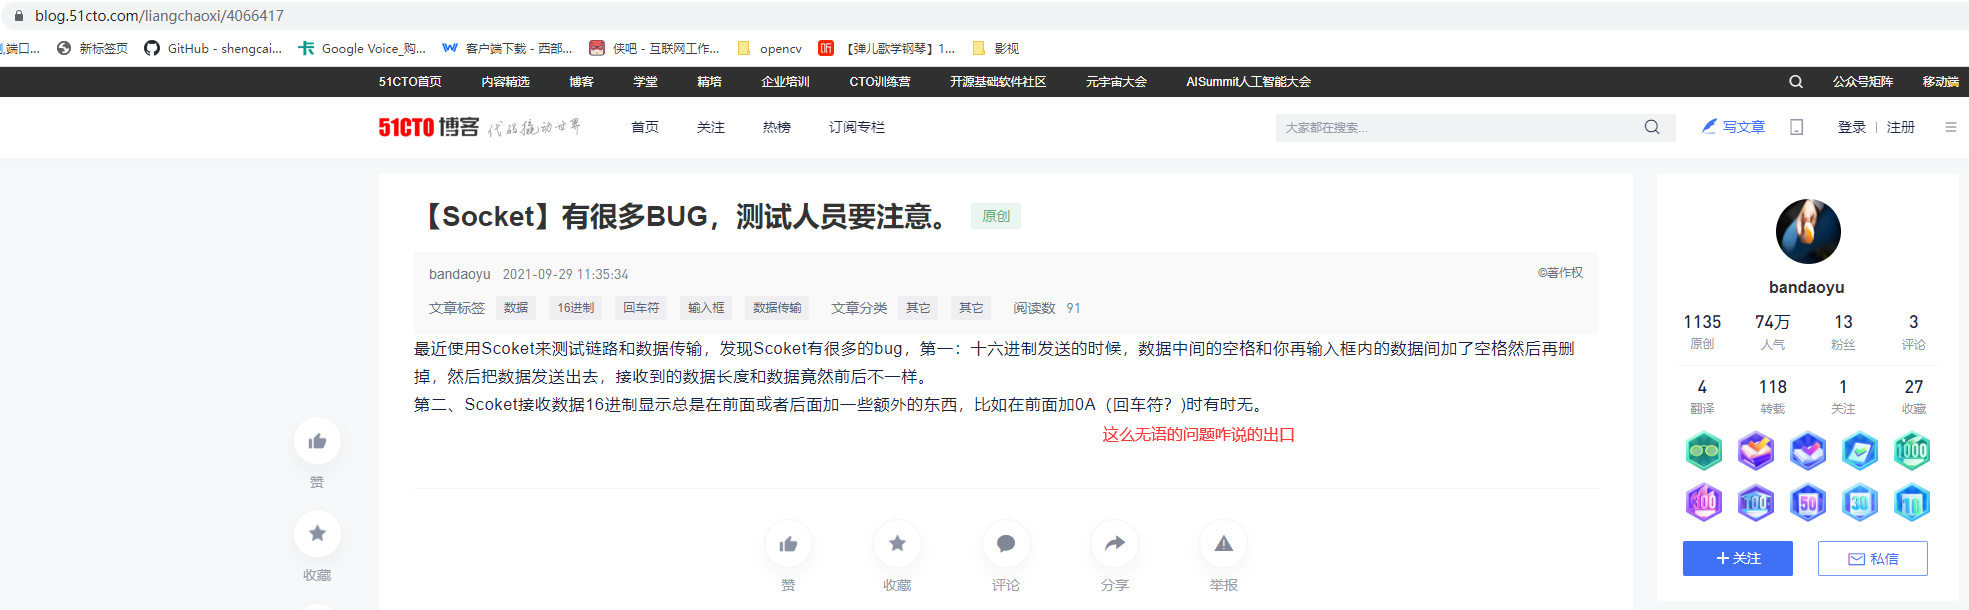 blog.51cto.com/liangchaoxi/4066417
,端口... 新标签页 GitHub - shengcai... Google Voice_购... 客户端下载 - 西部... 侠吧 - 互联网工作... opencv 【弹儿歌学钢琴】1... 影视
51CTO首页 内容精选 博客 学堂 精培 企业培训 CTO训练营 开源基础软件社区 元宇宙大会 AISummit人工智能大会 公众号矩阵 移动端
51CTO 博客 代码撬动世界 首页 关注 热榜 订阅专栏 大家都在搜索... 写文章 登录 | 注册
【Socket】有很多BUG，测试人员要注意。 原创
bandaoyu 2021-09-29 11:35:34 ©著作权
文章标签 数据 16进制 回车符 输入框 数据传输 文章分类 其它 其它 阅读数 91
最近使用Scoket来测试链路和数据传输，发现Scoket有很多的bug，第一：十六进制发送的时候，数据中间的空格和你再输入框内的数据间加了空格然后再删
掉，然后把数据发送出去，接收到的数据长度和数据竟然前后不一样。
第二、Scoket接收数据16进制显示总是在前面或者后面加一些额外的东西，比如在前面加0A（回车符？)时有时无。
这么无语的问题咋说的出口
赞
收藏
赞 收藏 评论 分享 举报
bandaoyu
1135 74万 13 3
原创 人气 粉丝 评论
4 118 1 27
翻译 转载 关注 收藏
1000
300 100 50 30 10
+关注 私信